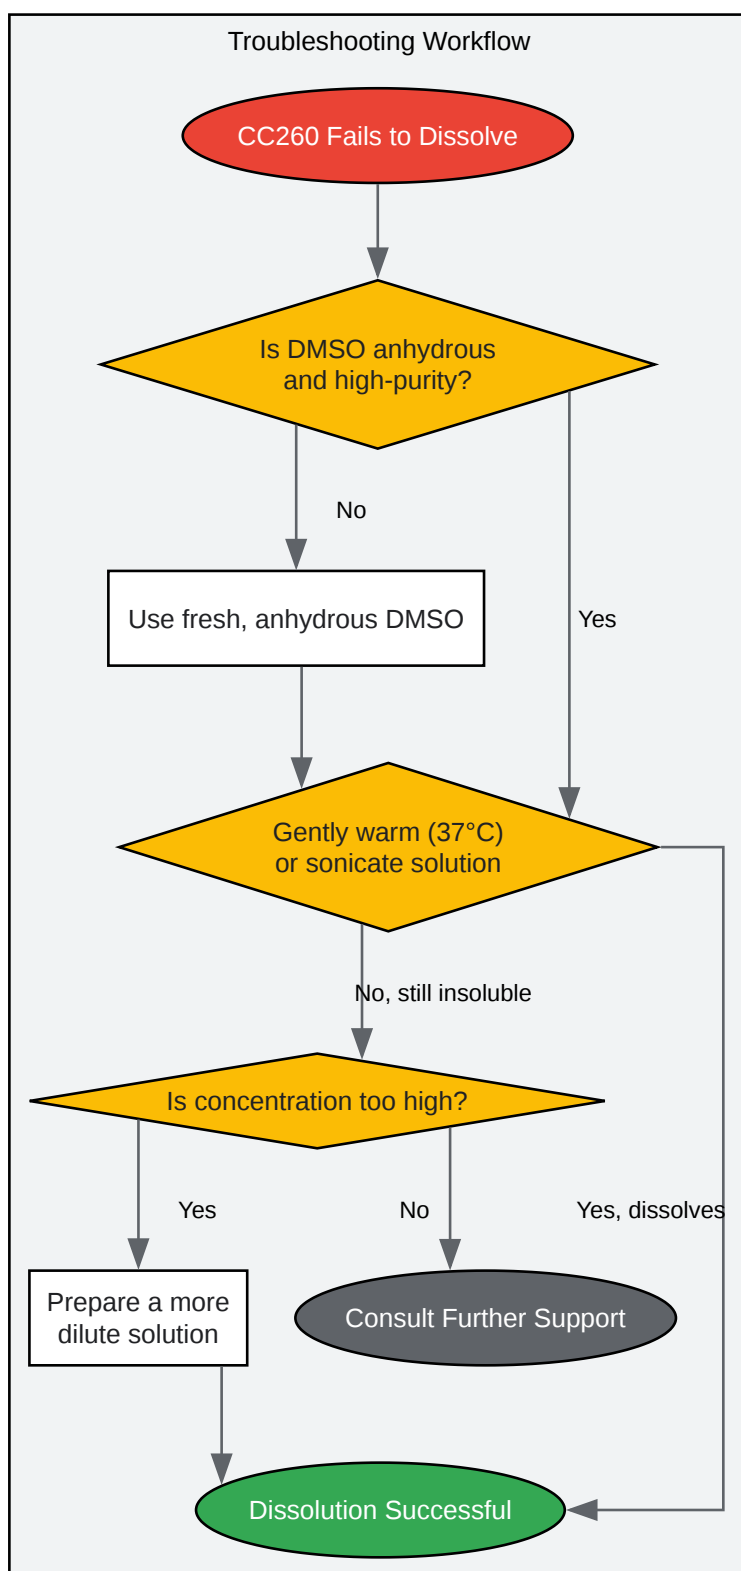 Troubleshooting Workflow
CC260 Fails to Dissolve
Is DMSO anhydrous
and high-purity?
No
Use fresh, anhydrous DMSO
Yes
Gently warm (37°C)
or sonicate solution
No, still insoluble
Is concentration too high?
Yes
No
Yes, dissolves
Prepare a more
dilute solution
Consult Further Support
Dissolution Successful